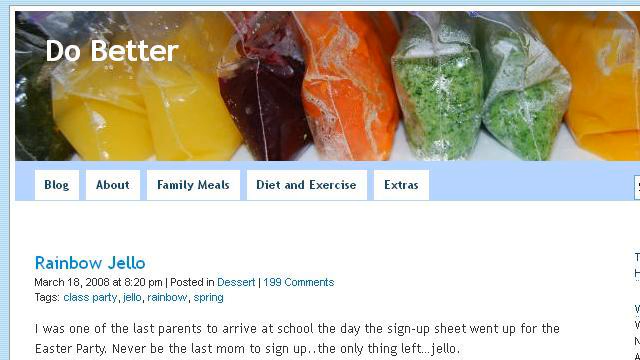 Do Better
Blog About Family Meals Diet and Exercise Extras
Rainbow Jello
March 18, 2008 at 8:20 pm | Posted in Dessert | 199 Comments
Tags: class party, jello, rainbow, spring
I was one of the last parents to arrive at school the day the sign-up sheet went up for the
Easter Party. Never be the last mom to sign up..the only thing left...jello.